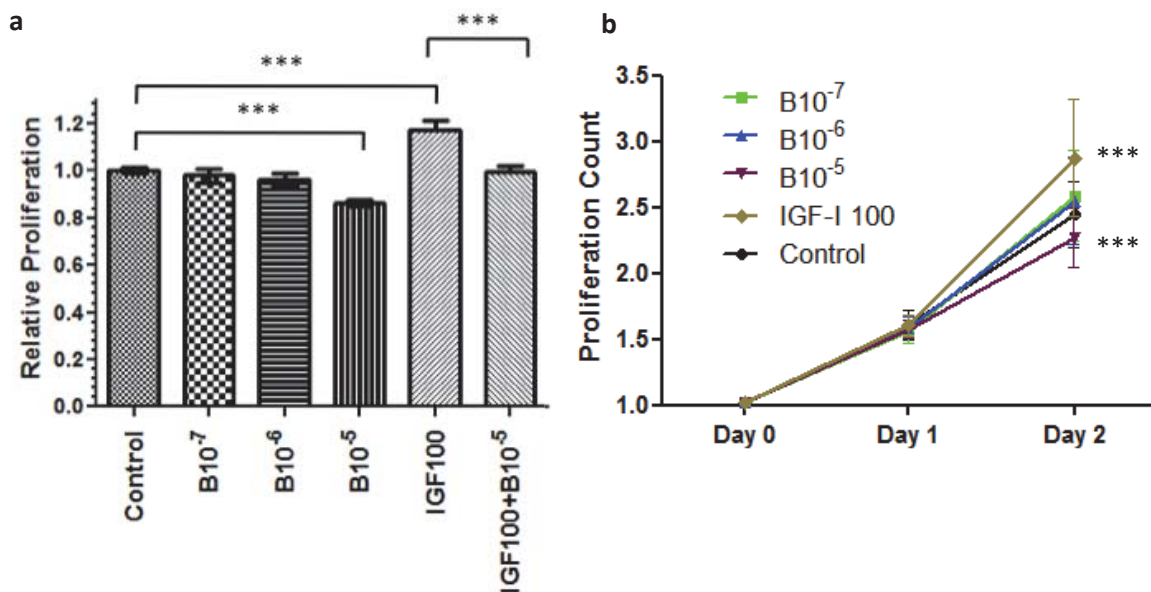 a
***
***
***
Relative Proliferation
1.2
1.0
0.8
0.6
0.4
0.2
0.0
Control
B10⁻⁷
B10⁻⁶
B10⁻⁵
IGF100
IGF100+B10⁻⁵
b
Proliferation Count
3.5
3.0
2.5
2.0
1.5
1.0
B10⁻⁷
B10⁻⁶
B10⁻⁵
IGF-I 100
Control
***
***
Day 0 Day 1 Day 2